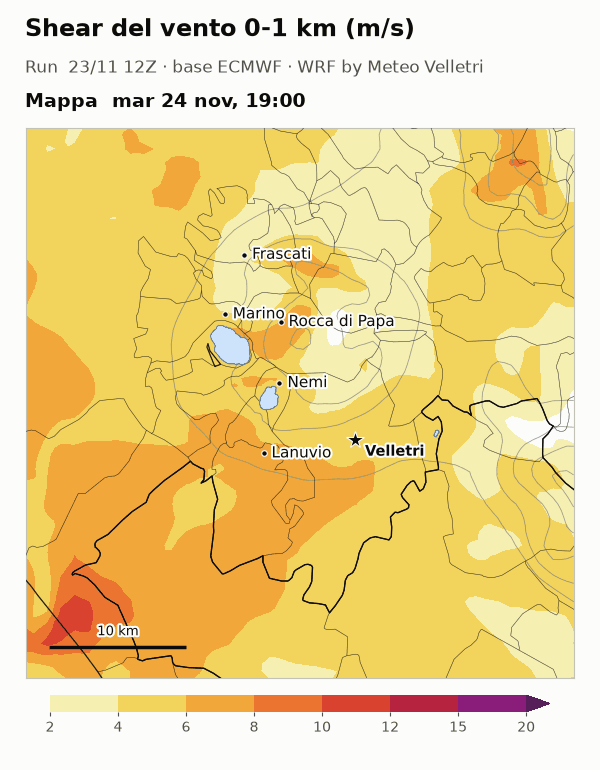 Shear del vento 0-1 km (m/s)
Run  23/11 12Z · base ECMWF · WRF by Meteo Velletri
Mappa  mar 24 nov, 19:00
Frascati
Marino
Rocca di Papa
Nemi
Velletri
Lanuvio
10 km
2 4 6 8 10 12 15 20